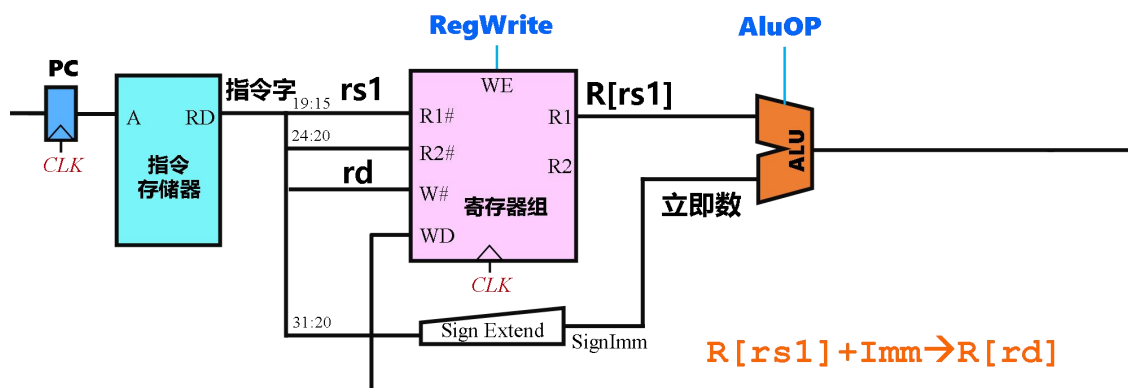 RegWrite
AluOP
PC
指令字
rs1
WE
R[rs1]
19:15
A
RD
R1#
R1
24:20
R2#
R2
ALU
CLK
指令
存储器
rd
W#
寄存器组
立即数
WD
CLK
31:20
Sign Extend
SignImm
R[rs1]+Imm→R[rd]